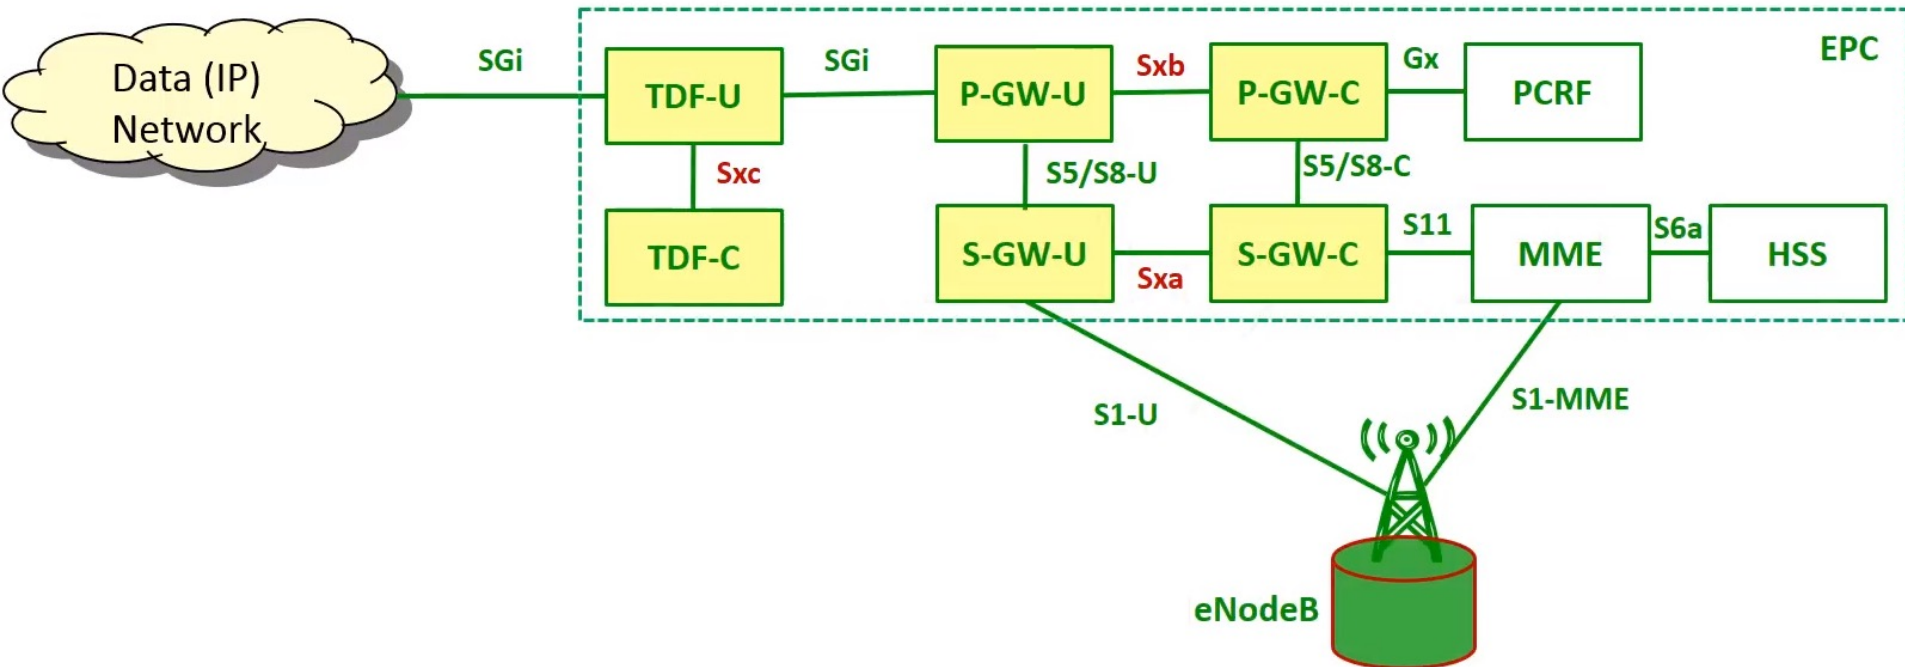 EPC
Data (IP)
Network
SGi
TDF-U
SGi
P-GW-U
Sxb
P-GW-C
Gx
PCRF
Sxc
S5/S8-U
S5/S8-C
TDF-C
S-GW-U
Sxa
S-GW-C
S11
MME
S6a
HSS
S1-U
S1-MME
eNodeB